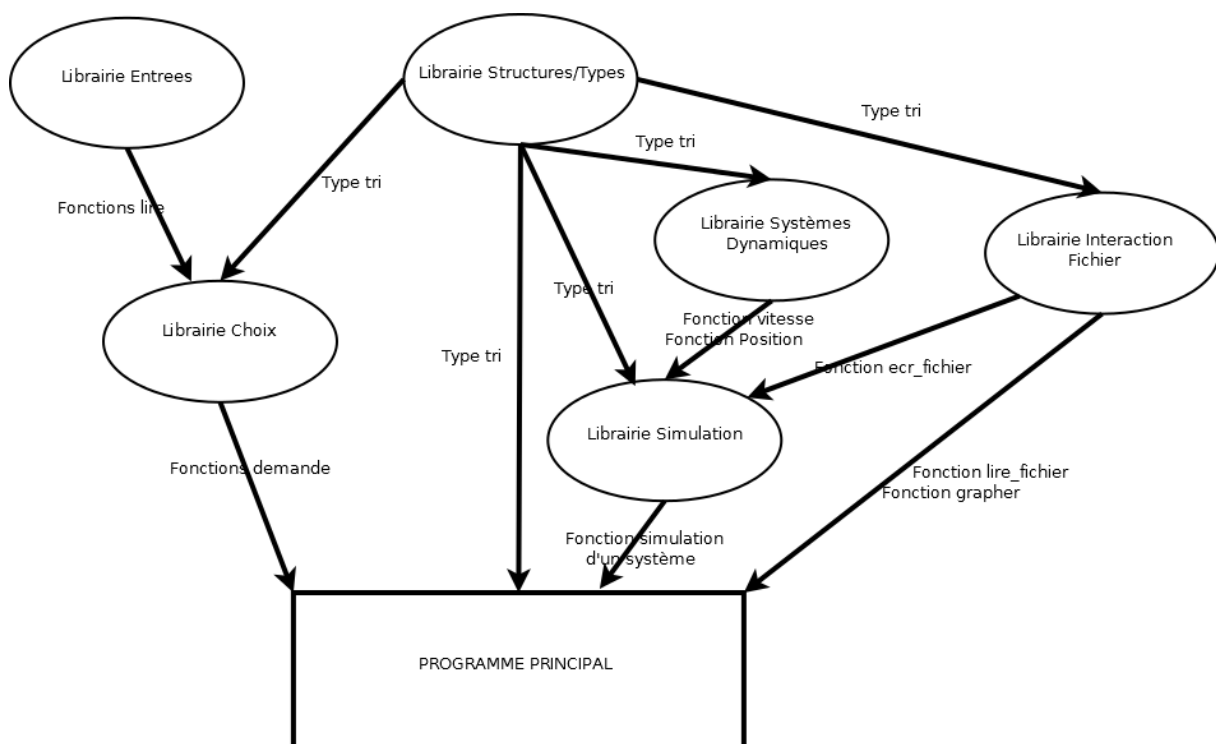 Librairie Entrees
Librairie Structures/Types
Type tri
Type tri
Type tri
Fonctions lire
Librairie Systèmes
Dynamiques
Librairie Interaction
Fichier
Type tri
Fonction vitesse
Fonction Position
Librairie Choix
Type tri
Fonction ecr_fichier
Librairie Simulation
Fonctions demande
Fonction lire_fichier
Fonction grapher
Fonction simulation
d'un système
PROGRAMME PRINCIPAL